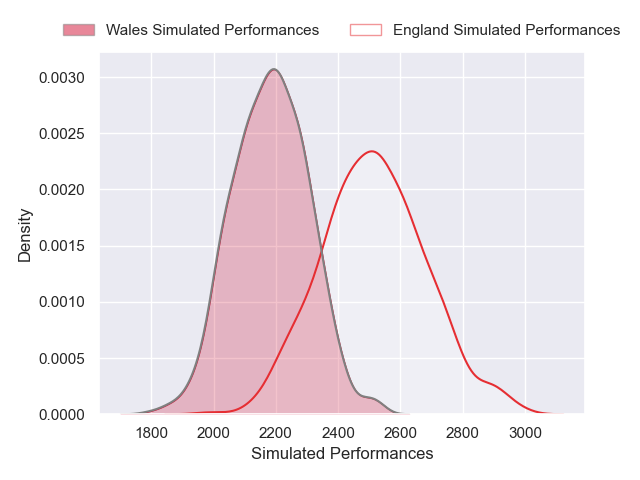 Wales Simulated Performances England Simulated Performances
0.0030
0.0025
0.0020
0.0015
0.0010
0.0005
0.0000
Density
1800 2000 2200 2400 2600 2800 3000
Simulated Performances